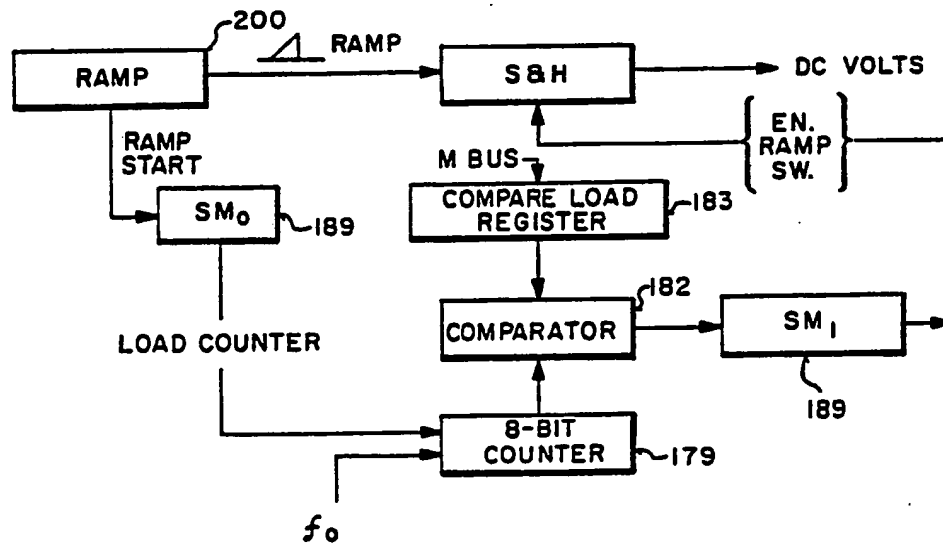 200
RAMP
RAMP
S & H
DC VOLTS
RAMP
START
EN.
RAMP
SW.
M BUS
COMPARE LOAD
REGISTER
183
SM₀
189
182
COMPARATOR
SM₁
189
LOAD COUNTER
8-BIT
COUNTER
179
f₀